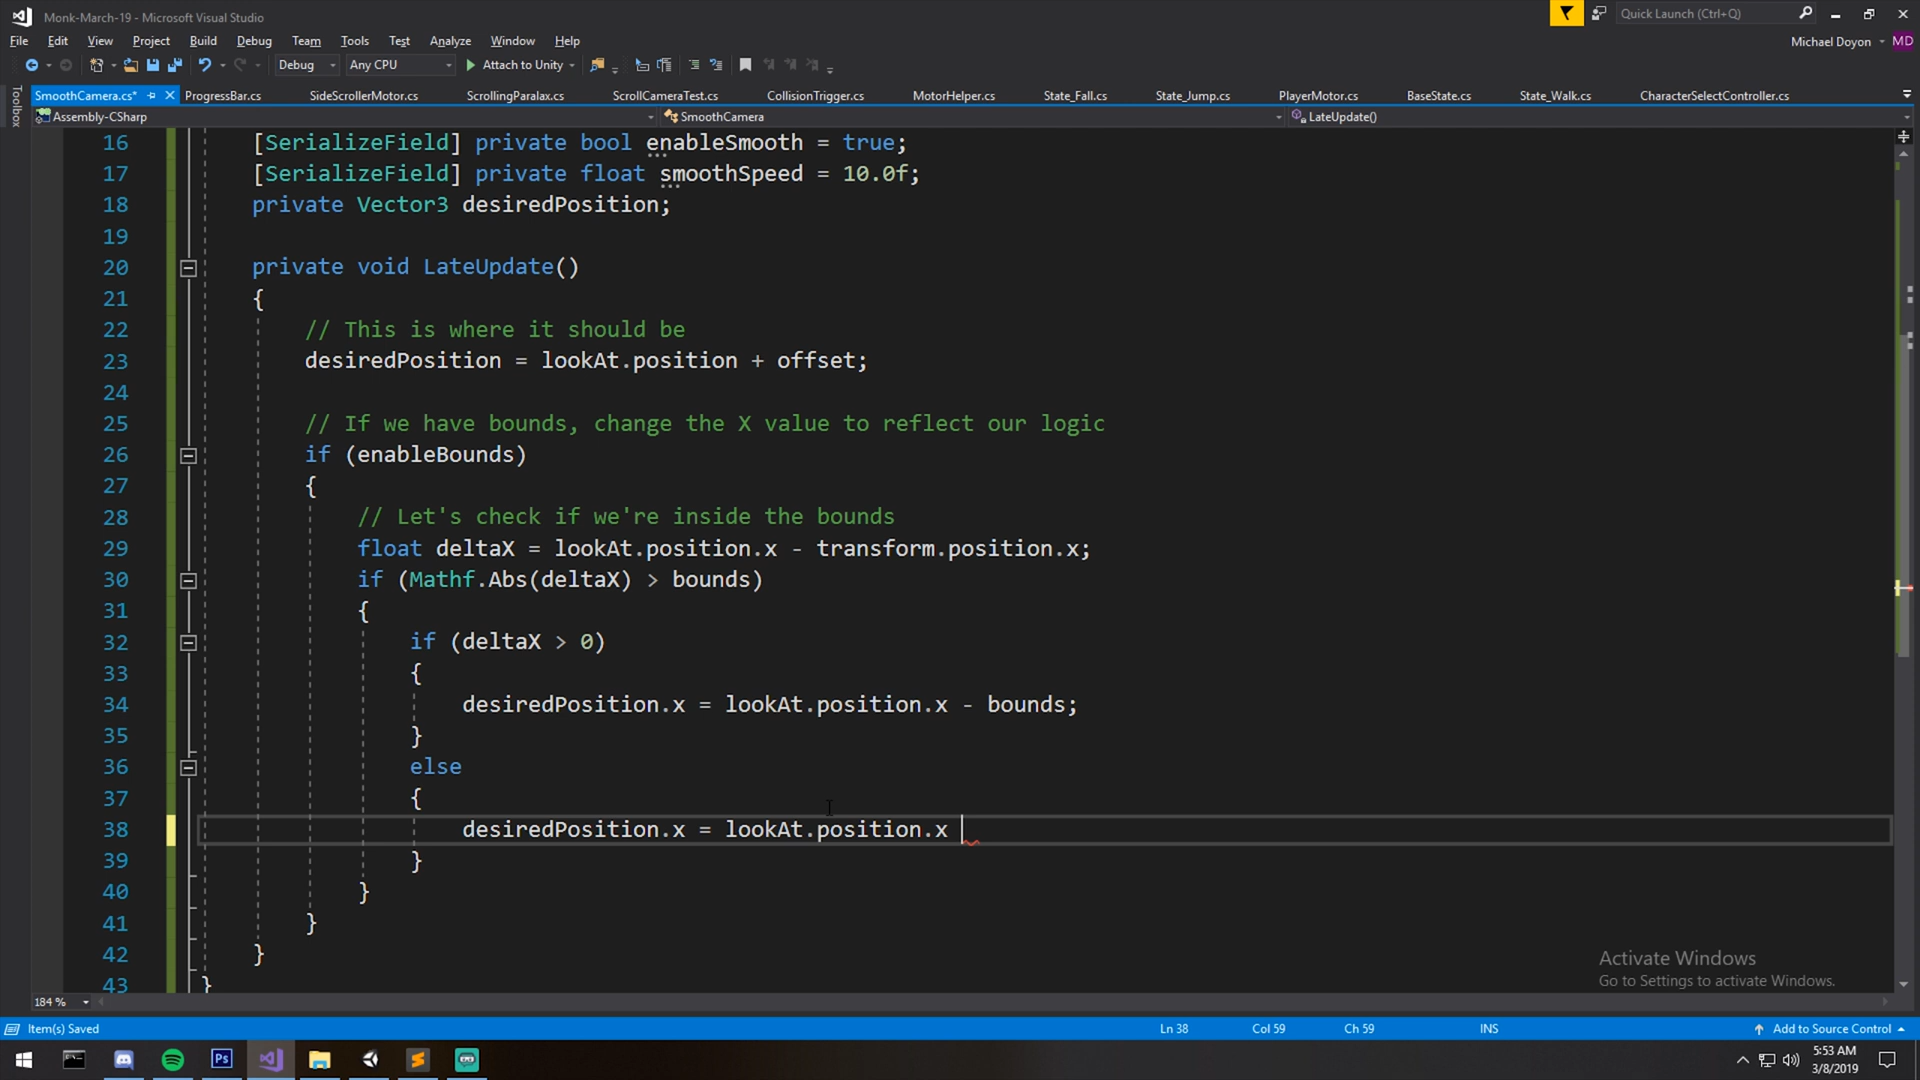 Monk-March-19 - Microsoft Visual Studio
Quick Launch (Ctrl+Q)
File Edit View Project Build Debug Team Tools Test Analyze Window Help
Michael Doyon MD
Debug Any CPU Attach to Unity
Toolbox
SmoothCamera.cs* ProgressBar.cs SideScrollerMotor.cs ScrollingParalax.cs ScrollCameraTest.cs CollisionTrigger.cs MotorHelper.cs State_Fall.cs State_Jump.cs PlayerMotor.cs BaseState.cs State_Walk.cs CharacterSelectController.cs
Assembly-CSharp SmoothCamera LateUpdate()
16 [SerializeField] private bool enableSmooth = true;
17 [SerializeField] private float smoothSpeed = 10.0f;
18 private Vector3 desiredPosition;
19
20 private void LateUpdate()
21 {
22 // This is where it should be
23 desiredPosition = lookAt.position + offset;
24
25 // If we have bounds, change the X value to reflect our logic
26 if (enableBounds)
27 {
28 // Let's check if we're inside the bounds
29 float deltaX = lookAt.position.x - transform.position.x;
30 if (Mathf.Abs(deltaX) > bounds)
31 {
32 if (deltaX > 0)
33 {
34 desiredPosition.x = lookAt.position.x - bounds;
35 }
36 else
37 {
38 desiredPosition.x = lookAt.position.x
39 }
40 }
41 }
42 }
43 }
Activate Windows
Go to Settings to activate Windows.
184 %
Item(s) Saved Ln 38 Col 59 Ch 59 INS Add to Source Control
Ps
5:53 AM
3/8/2019